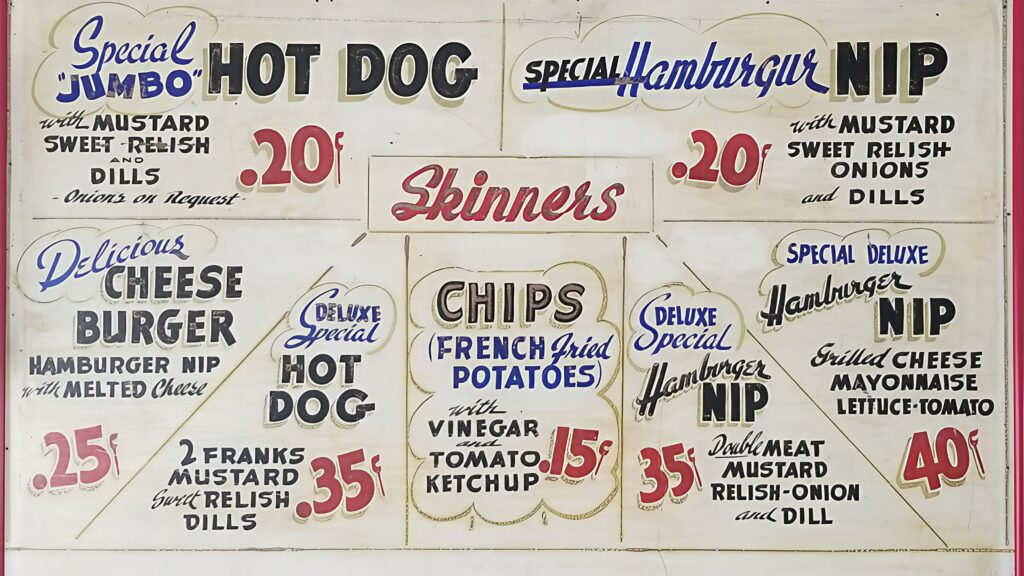 Special
"JUMBO" HOT DOG
with MUSTARD
SWEET RELISH
AND
DILLS
- Onions on Request -
.20¢
SPECIAL Hamburgur NIP
with MUSTARD
SWEET RELISH
ONIONS
and DILLS
.20¢
Skinners
Delicious
CHEESE
BURGER
HAMBURGER NIP
with MELTED Cheese
.25¢
DELUXE
Special
HOT
DOG
2 FRANKS
MUSTARD
Sweet RELISH
DILLS
.35¢
CHIPS
(FRENCH fried
POTATOES)
with
VINEGAR
and
TOMATO
KETCHUP
.15¢
DELUXE
Special
Hamburger
NIP
Double MEAT
MUSTARD
RELISH-ONION
and DILL
35¢
SPECIAL DELUXE
Hamburger
NIP
Grilled CHEESE
MAYONNAISE
LETTUCE-TOMATO
40¢